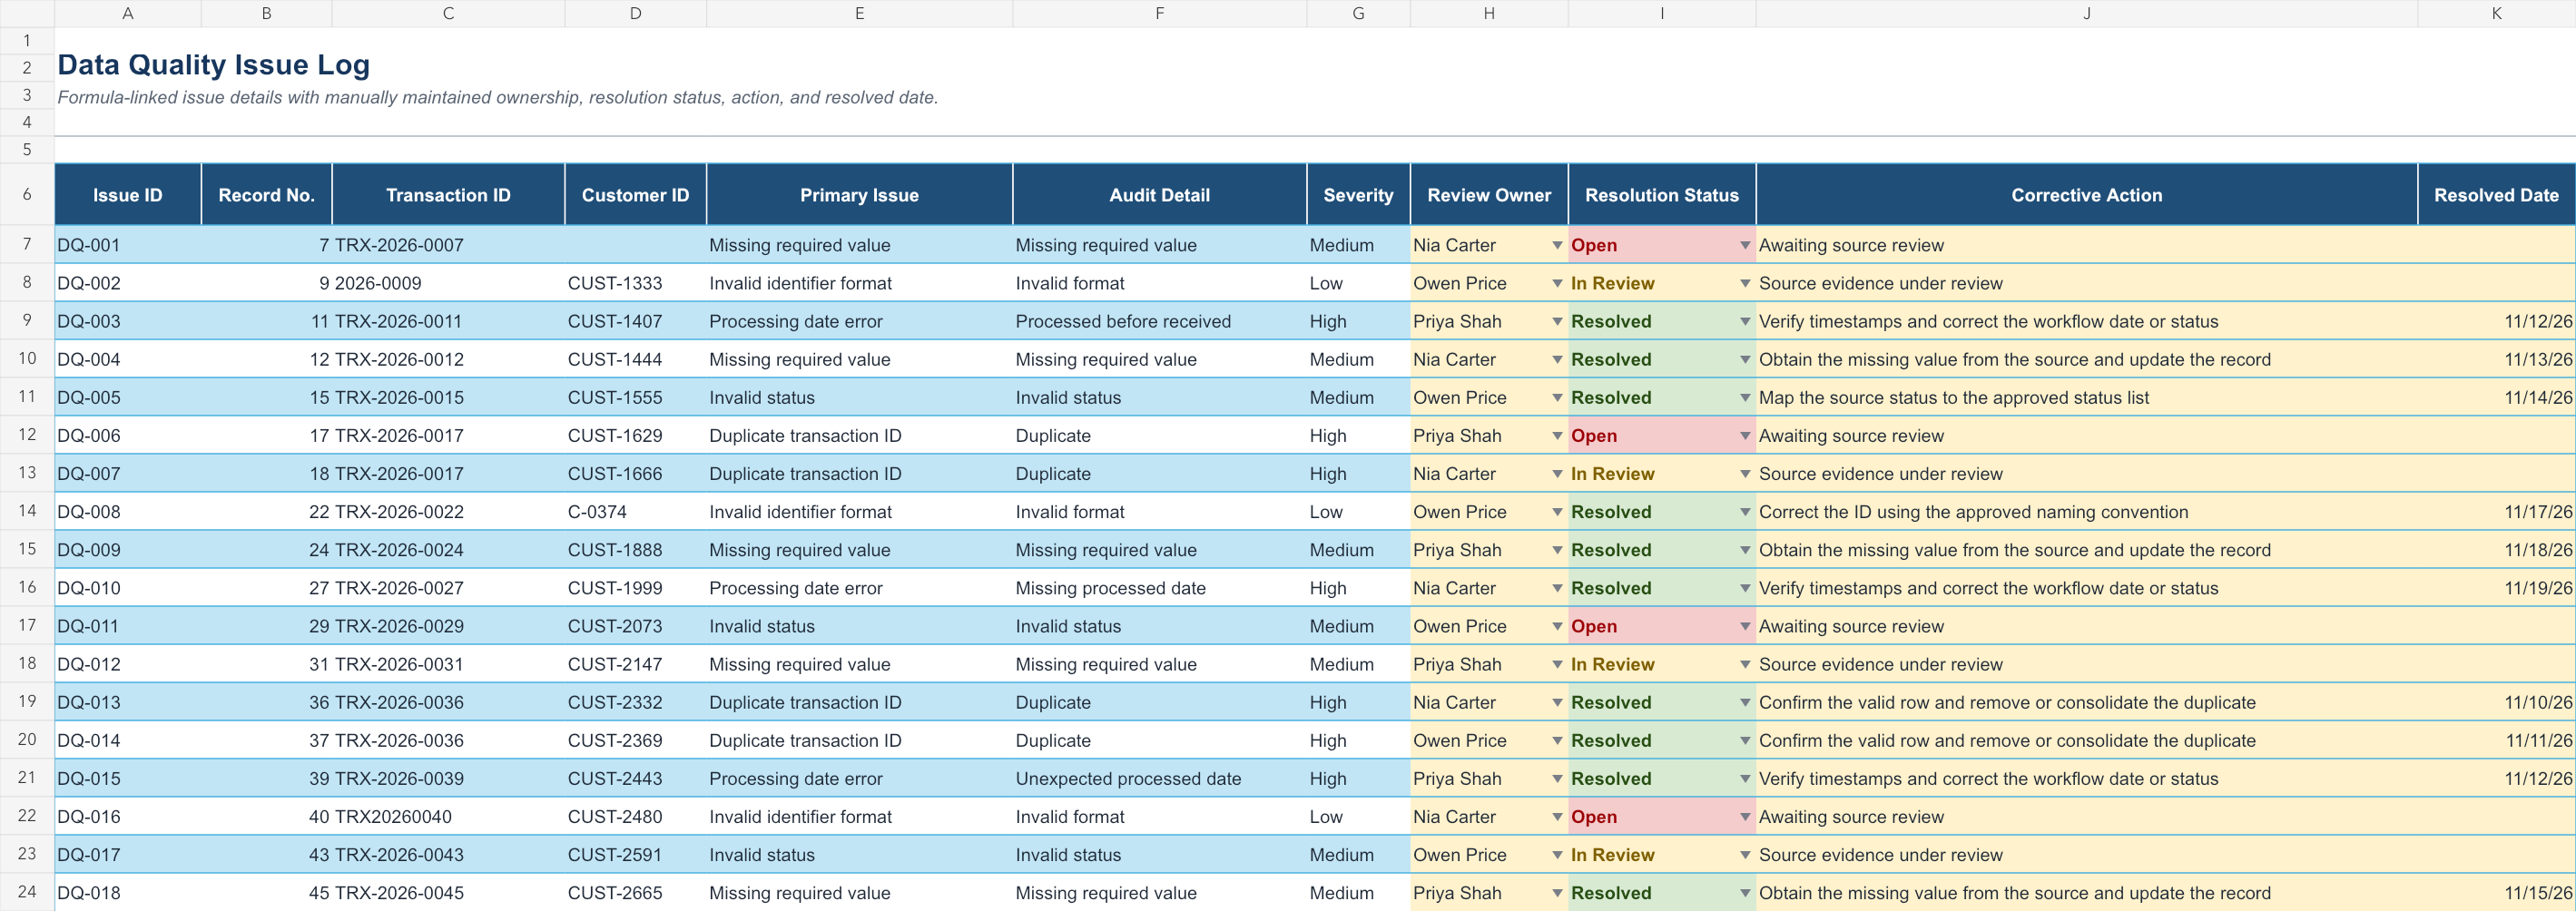 A B C D E F G H I J K
1
2 Data Quality Issue Log
3 Formula-linked issue details with manually maintained ownership, resolution status, action, and resolved date.
4
5
6 Issue ID Record No. Transaction ID Customer ID Primary Issue Audit Detail Severity Review Owner Resolution Status Corrective Action Resolved Date
7 DQ-001 7 TRX-2026-0007 Missing required value Missing required value Medium Nia Carter Open Awaiting source review
8 DQ-002 9 2026-0009 CUST-1333 Invalid identifier format Invalid format Low Owen Price In Review Source evidence under review
9 DQ-003 11 TRX-2026-0011 CUST-1407 Processing date error Processed before received High Priya Shah Resolved Verify timestamps and correct the workflow date or status 11/12/26
10 DQ-004 12 TRX-2026-0012 CUST-1444 Missing required value Missing required value Medium Nia Carter Resolved Obtain the missing value from the source and update the record 11/13/26
11 DQ-005 15 TRX-2026-0015 CUST-1555 Invalid status Invalid status Medium Owen Price Resolved Map the source status to the approved status list 11/14/26
12 DQ-006 17 TRX-2026-0017 CUST-1629 Duplicate transaction ID Duplicate High Priya Shah Open Awaiting source review
13 DQ-007 18 TRX-2026-0017 CUST-1666 Duplicate transaction ID Duplicate High Nia Carter In Review Source evidence under review
14 DQ-008 22 TRX-2026-0022 C-0374 Invalid identifier format Invalid format Low Owen Price Resolved Correct the ID using the approved naming convention 11/17/26
15 DQ-009 24 TRX-2026-0024 CUST-1888 Missing required value Missing required value Medium Priya Shah Resolved Obtain the missing value from the source and update the record 11/18/26
16 DQ-010 27 TRX-2026-0027 CUST-1999 Processing date error Missing processed date High Nia Carter Resolved Verify timestamps and correct the workflow date or status 11/19/26
17 DQ-011 29 TRX-2026-0029 CUST-2073 Invalid status Invalid status Medium Owen Price Open Awaiting source review
18 DQ-012 31 TRX-2026-0031 CUST-2147 Missing required value Missing required value Medium Priya Shah In Review Source evidence under review
19 DQ-013 36 TRX-2026-0036 CUST-2332 Duplicate transaction ID Duplicate High Nia Carter Resolved Confirm the valid row and remove or consolidate the duplicate 11/10/26
20 DQ-014 37 TRX-2026-0036 CUST-2369 Duplicate transaction ID Duplicate High Owen Price Resolved Confirm the valid row and remove or consolidate the duplicate 11/11/26
21 DQ-015 39 TRX-2026-0039 CUST-2443 Processing date error Unexpected processed date High Priya Shah Resolved Verify timestamps and correct the workflow date or status 11/12/26
22 DQ-016 40 TRX20260040 CUST-2480 Invalid identifier format Invalid format Low Nia Carter Open Awaiting source review
23 DQ-017 43 TRX-2026-0043 CUST-2591 Invalid status Invalid status Medium Owen Price In Review Source evidence under review
24 DQ-018 45 TRX-2026-0045 CUST-2665 Missing required value Missing required value Medium Priya Shah Resolved Obtain the missing value from the source and update the record 11/15/26